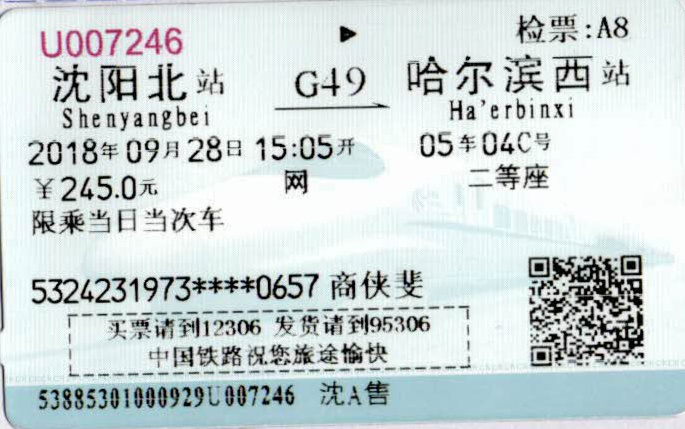 U007246
检票:A8
沈阳北站 G49 哈尔滨西站
Shenyangbei Ha'erbinxi
2018年09月28日 15:05开 05车04C号
￥245.0元 网 二等座
限乘当日当次车
5324231973****0657 商侠斐
买票请到12306 发货请到95306
中国铁路祝您旅途愉快
53885301000929U007246 沈A售